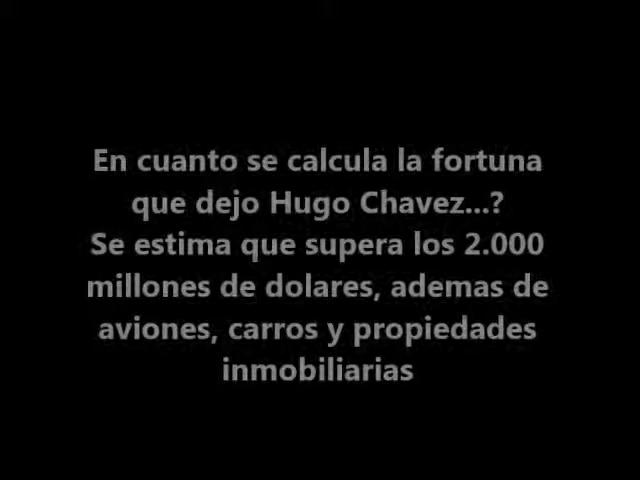 En cuanto se calcula la fortuna
que dejo Hugo Chavez...?
Se estima que supera los 2.000
millones de dolares, ademas de
aviones, carros y propiedades
inmobiliarias